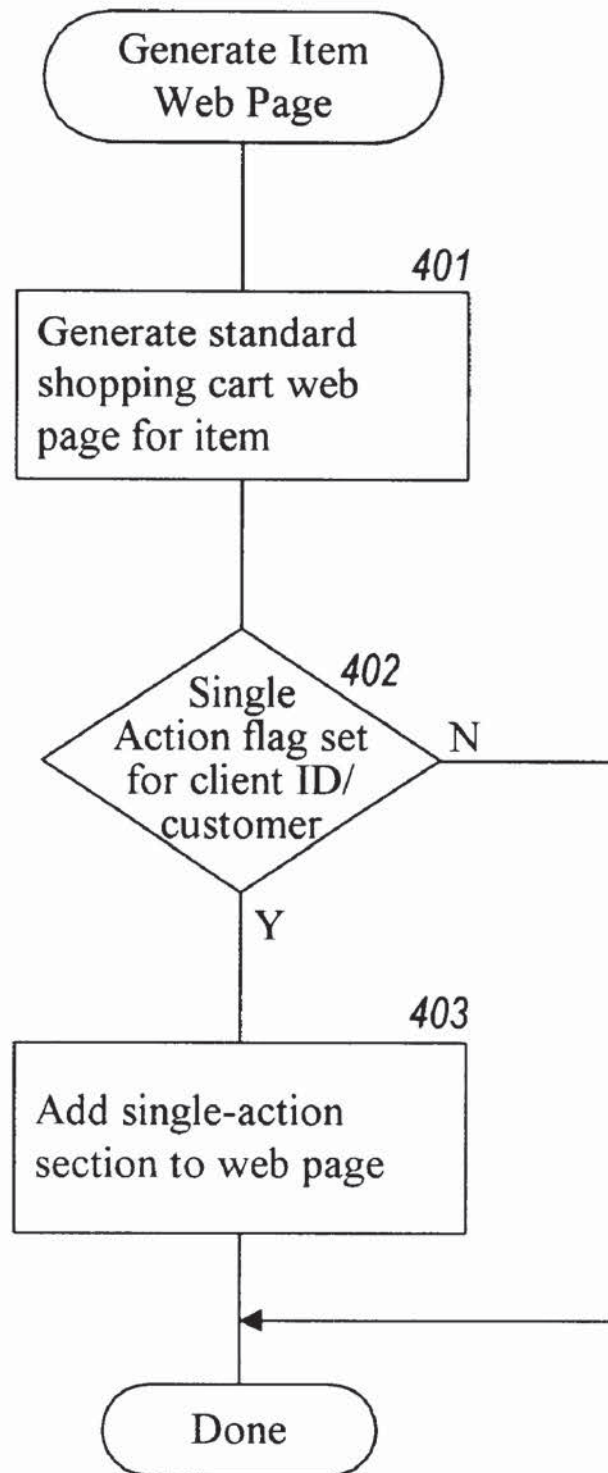 Generate Item
Web Page
401
Generate standard
shopping cart web
page for item
402
Single
Action flag set
for client ID/
customer
N
Y
403
Add single-action
section to web page
Done